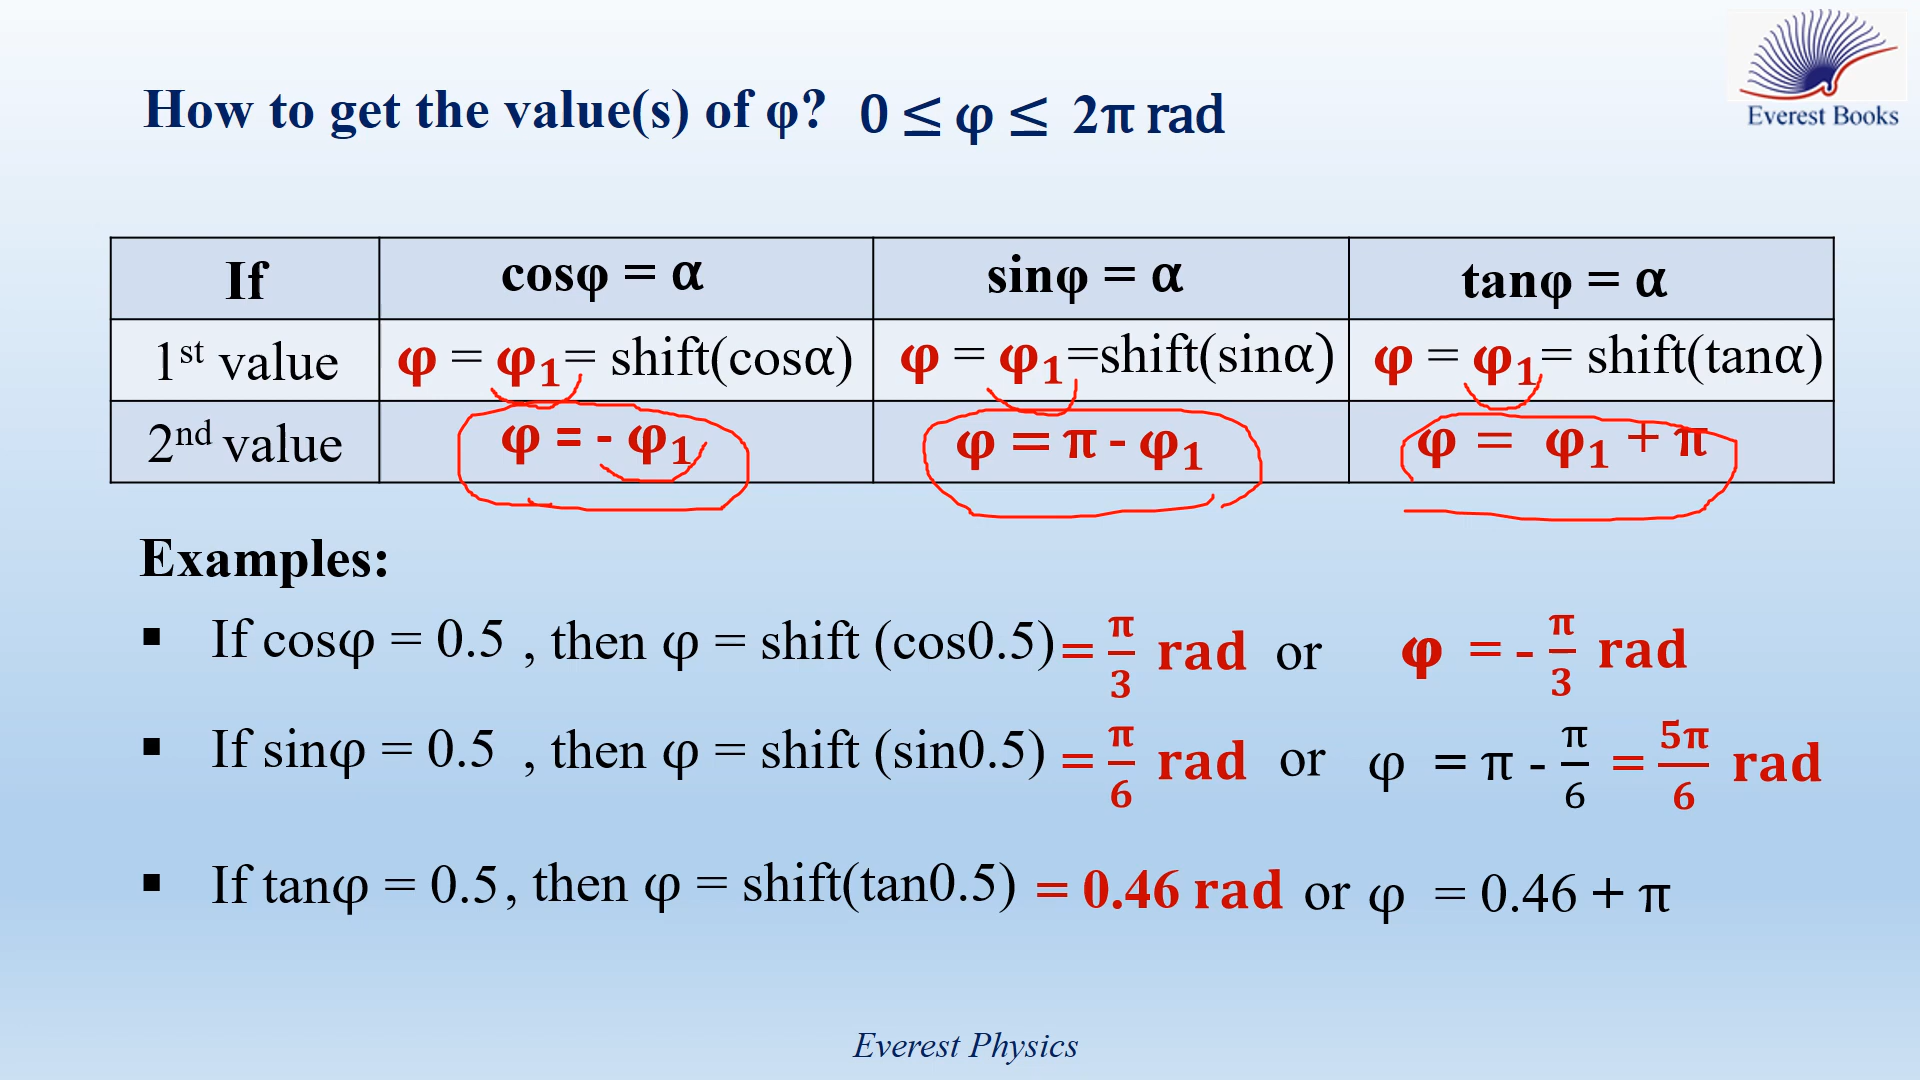 How to get the value(s) of φ? 0 ≤ φ ≤ 2π rad
Everest Books
If cosφ = α sinφ = α tanφ = α
1st value φ = φ₁= shift(cosα) φ = φ₁=shift(sinα) φ = φ₁= shift(tanα)
2nd value φ = - φ₁ φ = π - φ₁ φ = φ₁ + π
Examples:
▪ If cosφ = 0.5 , then φ = shift (cos0.5) = π/3 rad or φ = - π/3 rad
▪ If sinφ = 0.5 , then φ = shift (sin0.5) = π/6 rad or φ = π - π/6 = 5π/6 rad
▪ If tanφ = 0.5, then φ = shift(tan0.5) = 0.46 rad or φ = 0.46 + π
Everest Physics